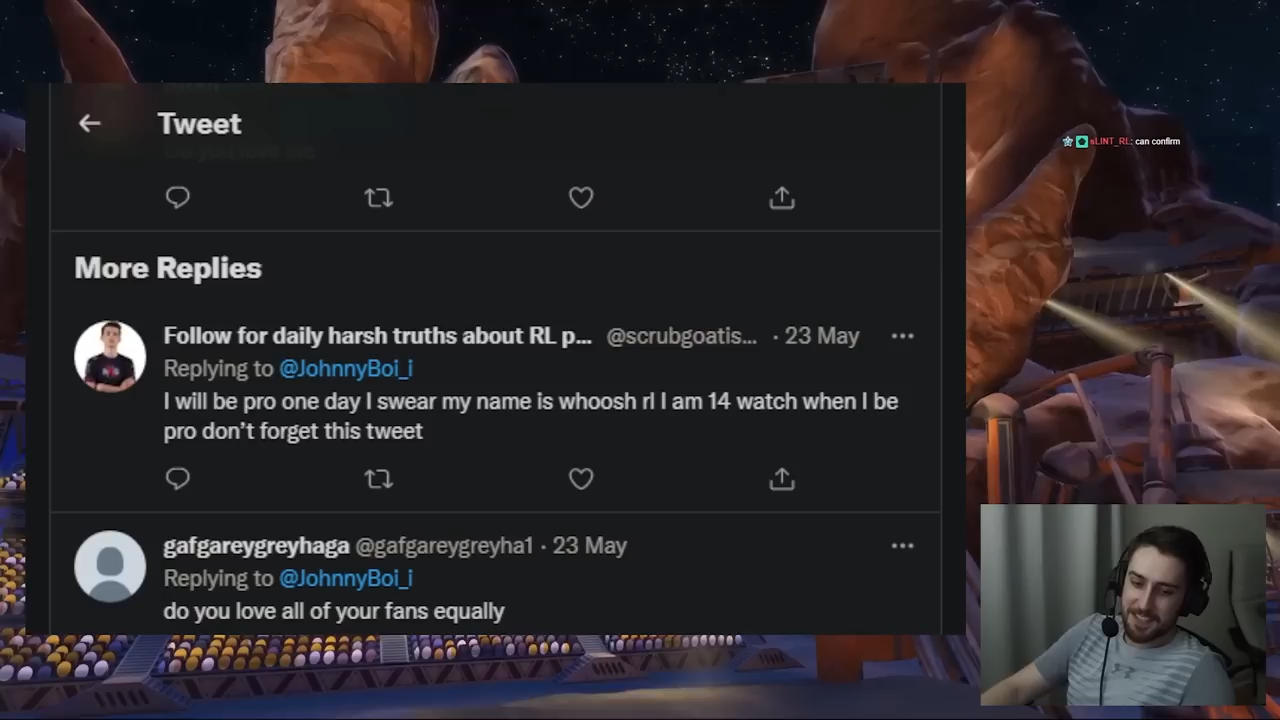 Tweet
More Replies
Follow for daily harsh truths about RL p... @scrubgoatis... · 23 May
Replying to @JohnnyBoi_i
I will be pro one day I swear my name is whoosh rl I am 14 watch when I be
pro don't forget this tweet
gafgareygreyhaga @gafgareygreyha1 · 23 May
Replying to @JohnnyBoi_i
do you love all of your fans equally
sLINT_RL: can confirm